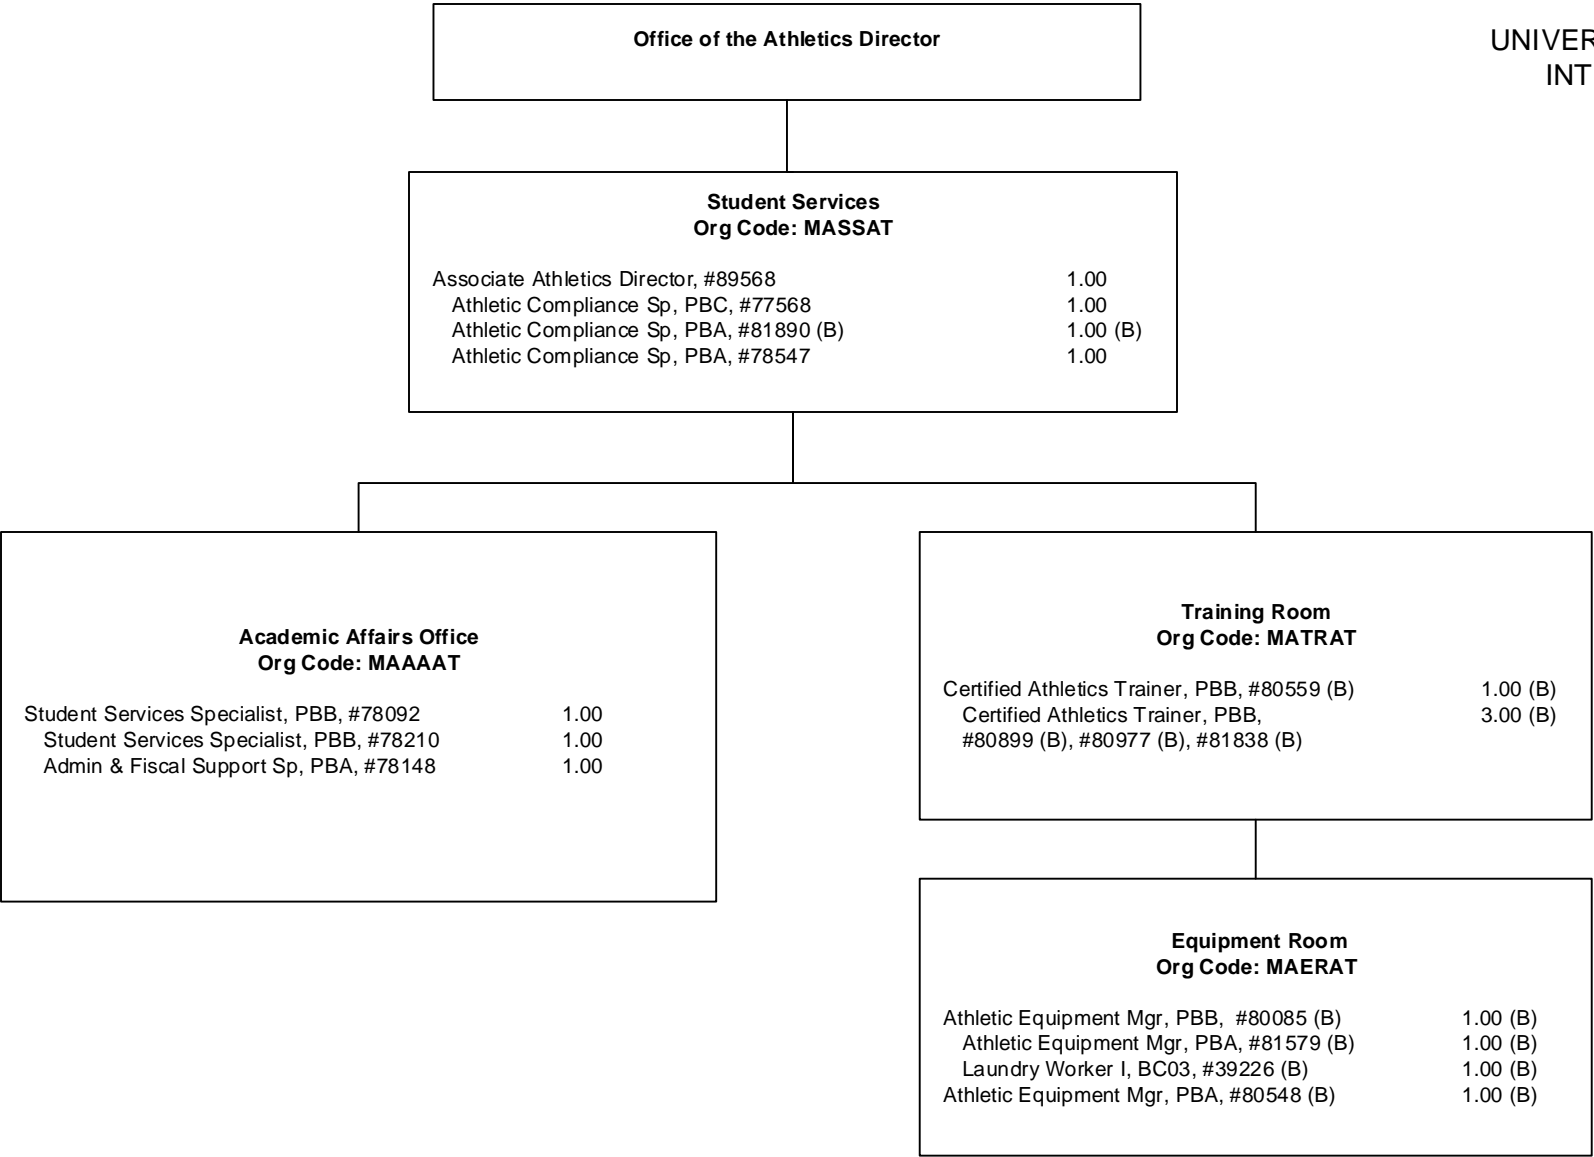 Office of the Athletics Director
UNIVER
INT
Student Services
Org Code: MASSAT
Associate Athletics Director, #89568 1.00
Athletic Compliance Sp, PBC, #77568 1.00
Athletic Compliance Sp, PBA, #81890 (B) 1.00 (B)
Athletic Compliance Sp, PBA, #78547 1.00
Academic Affairs Office
Org Code: MAAAAT
Student Services Specialist, PBB, #78092 1.00
Student Services Specialist, PBB, #78210 1.00
Admin & Fiscal Support Sp, PBA, #78148 1.00
Training Room
Org Code: MATRAT
Certified Athletics Trainer, PBB, #80559 (B) 1.00 (B)
Certified Athletics Trainer, PBB, 3.00 (B)
#80899 (B), #80977 (B), #81838 (B)
Equipment Room
Org Code: MAERAT
Athletic Equipment Mgr, PBB, #80085 (B) 1.00 (B)
Athletic Equipment Mgr, PBA, #81579 (B) 1.00 (B)
Laundry Worker I, BC03, #39226 (B) 1.00 (B)
Athletic Equipment Mgr, PBA, #80548 (B) 1.00 (B)